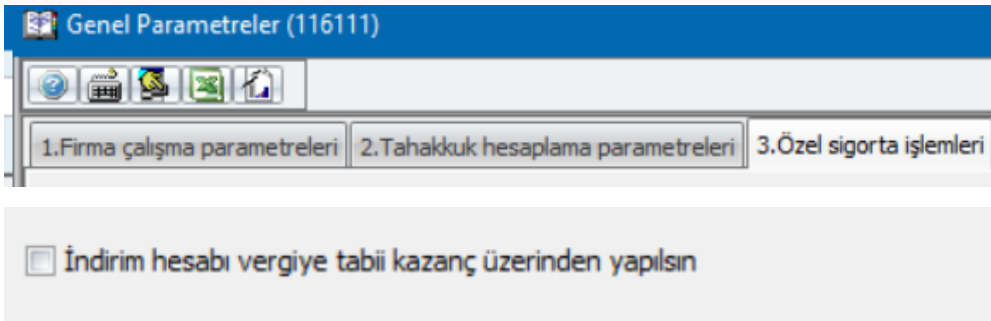 Genel Parametreler (116111)
1.Firma çalışma parametreleri 2.Tahakkuk hesaplama parametreleri 3.Özel sigorta işlemleri
İndirim hesabı vergiye tabii kazanç üzerinden yapılsın